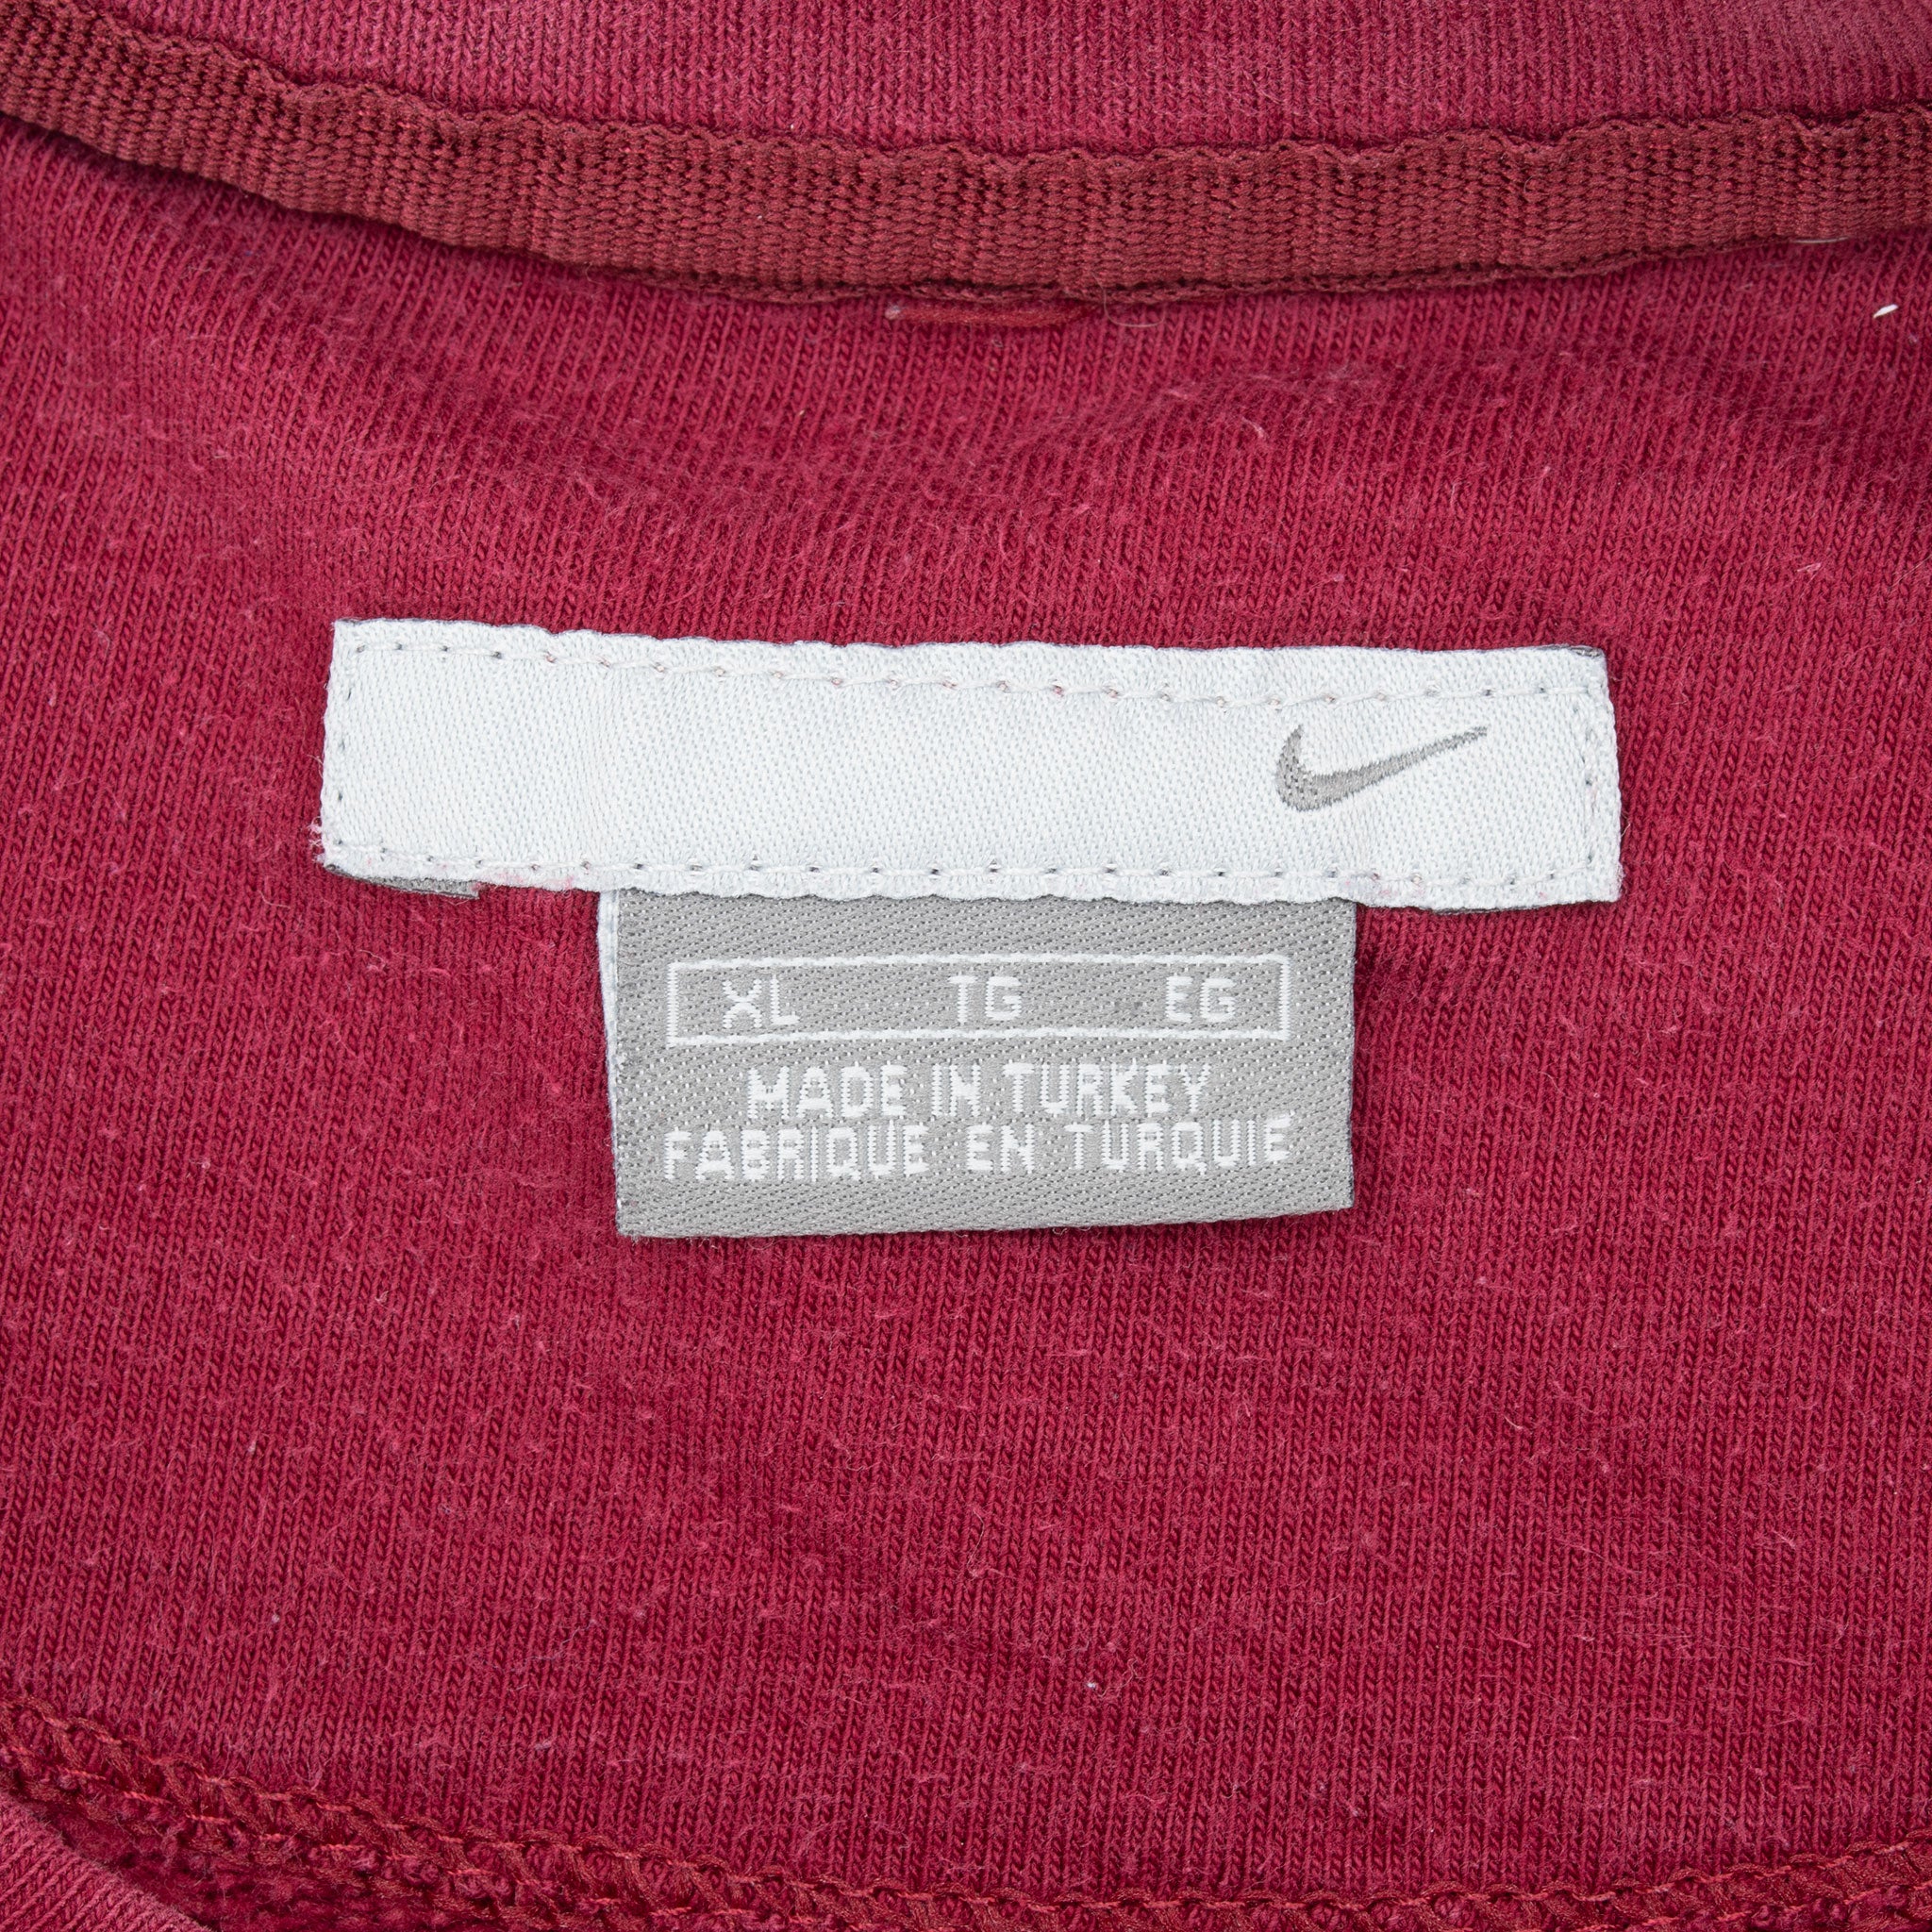 XL TG EG
MADE IN TURKEY
FABRIQUE EN TURQUIE